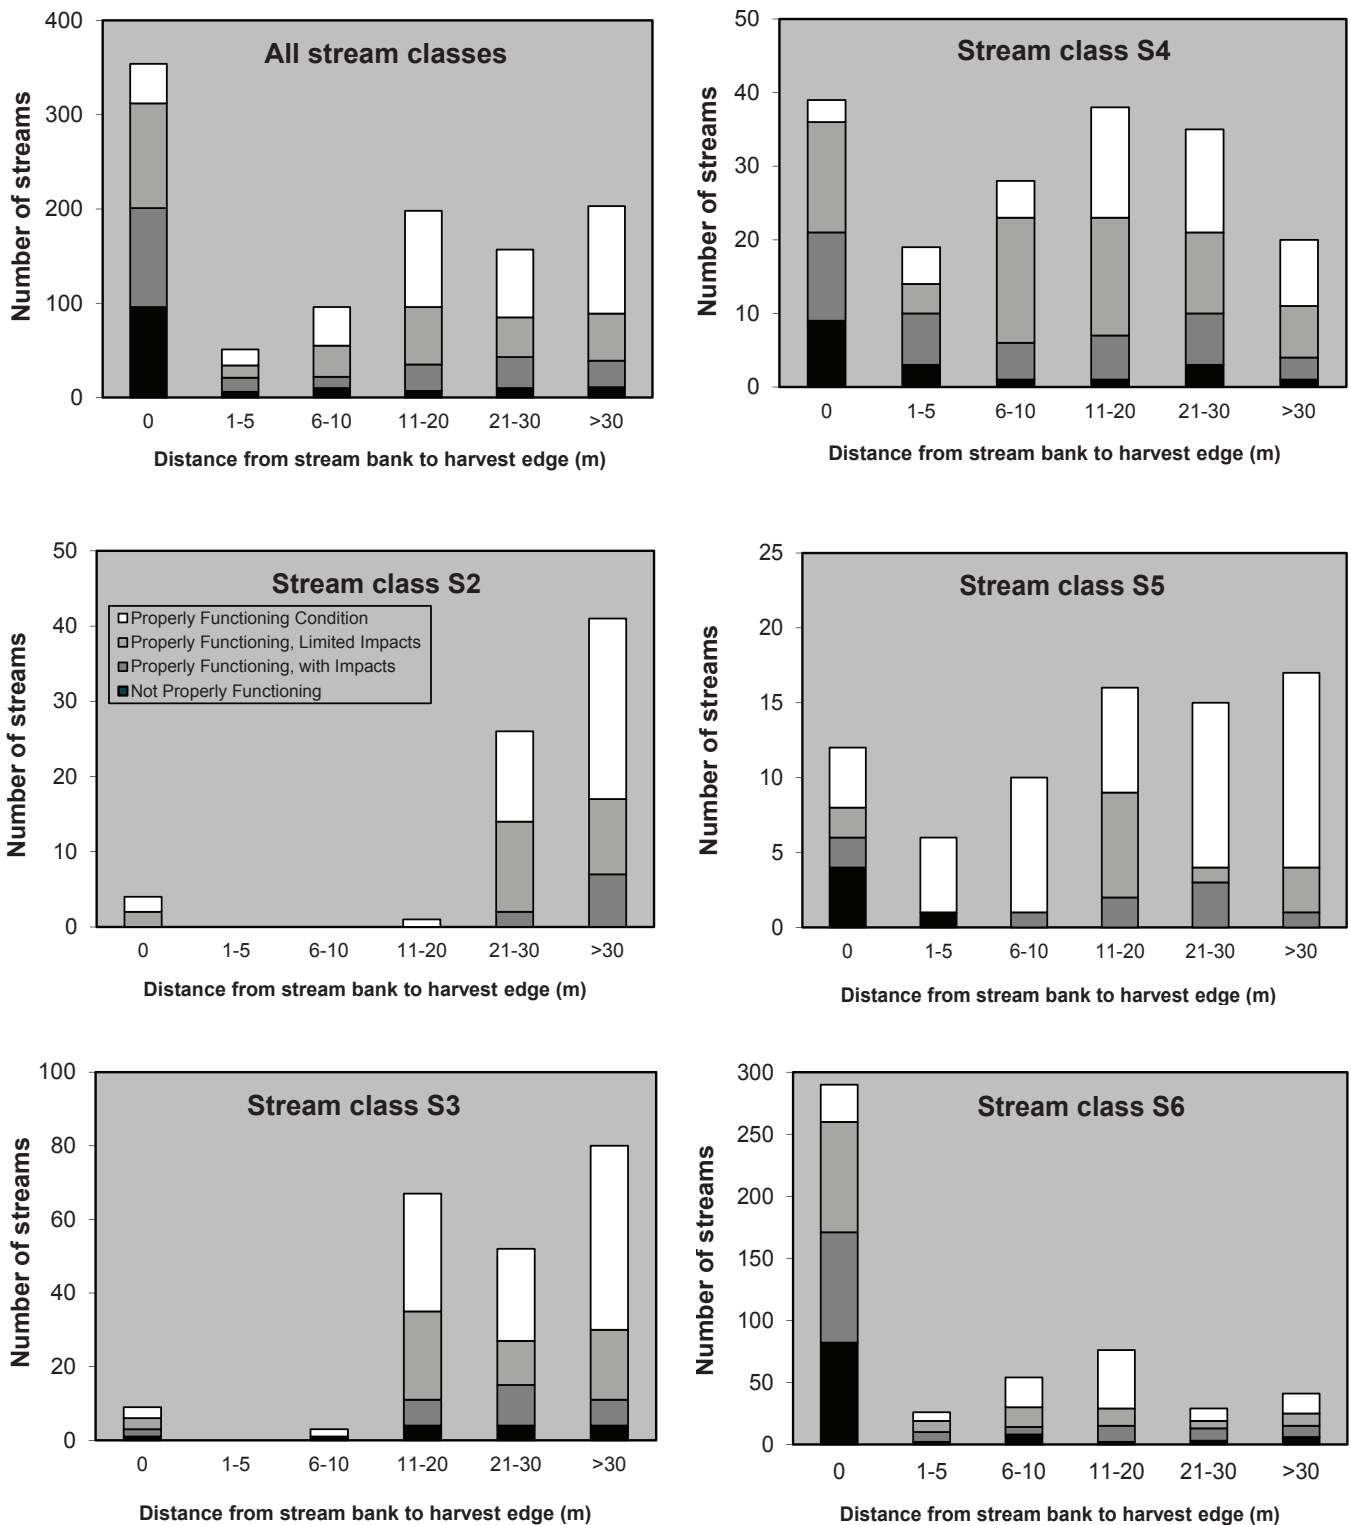 All stream classes
Number of streams
400
300
200
100
0
0 1-5 6-10 11-20 21-30 >30
Distance from stream bank to harvest edge (m)
Stream class S4
Number of streams
50
40
30
20
10
0
0 1-5 6-10 11-20 21-30 >30
Distance from stream bank to harvest edge (m)
Stream class S2
Properly Functioning Condition
Properly Functioning, Limited Impacts
Properly Functioning, with Impacts
Not Properly Functioning
Number of streams
50
40
30
20
10
0
0 1-5 6-10 11-20 21-30 >30
Distance from stream bank to harvest edge (m)
Stream class S5
Number of streams
25
20
15
10
5
0
0 1-5 6-10 11-20 21-30 >30
Distance from stream bank to harvest edge (m)
Stream class S3
Number of streams
100
80
60
40
20
0
0 1-5 6-10 11-20 21-30 >30
Distance from stream bank to harvest edge (m)
Stream class S6
Number of streams
300
250
200
150
100
50
0
0 1-5 6-10 11-20 21-30 >30
Distance from stream bank to harvest edge (m)